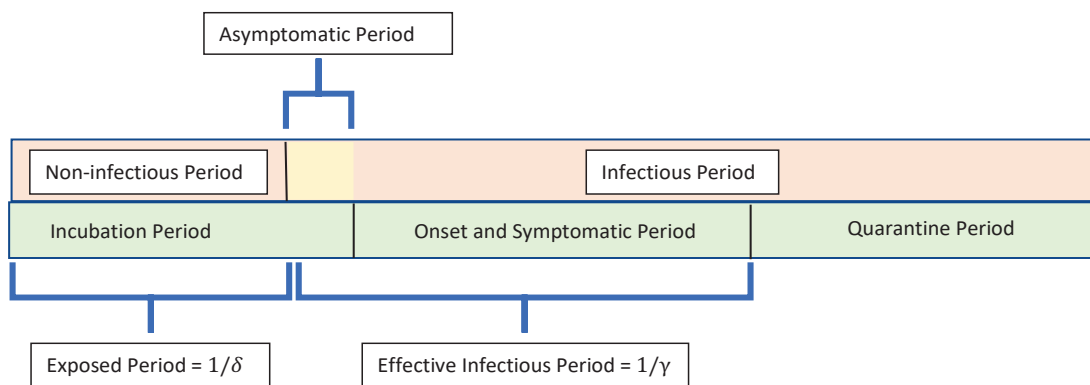 Asymptomatic Period
Non-infectious Period
Infectious Period
Incubation Period
Onset and Symptomatic Period
Quarantine Period
Exposed Period = 1/δ
Effective Infectious Period = 1/γ